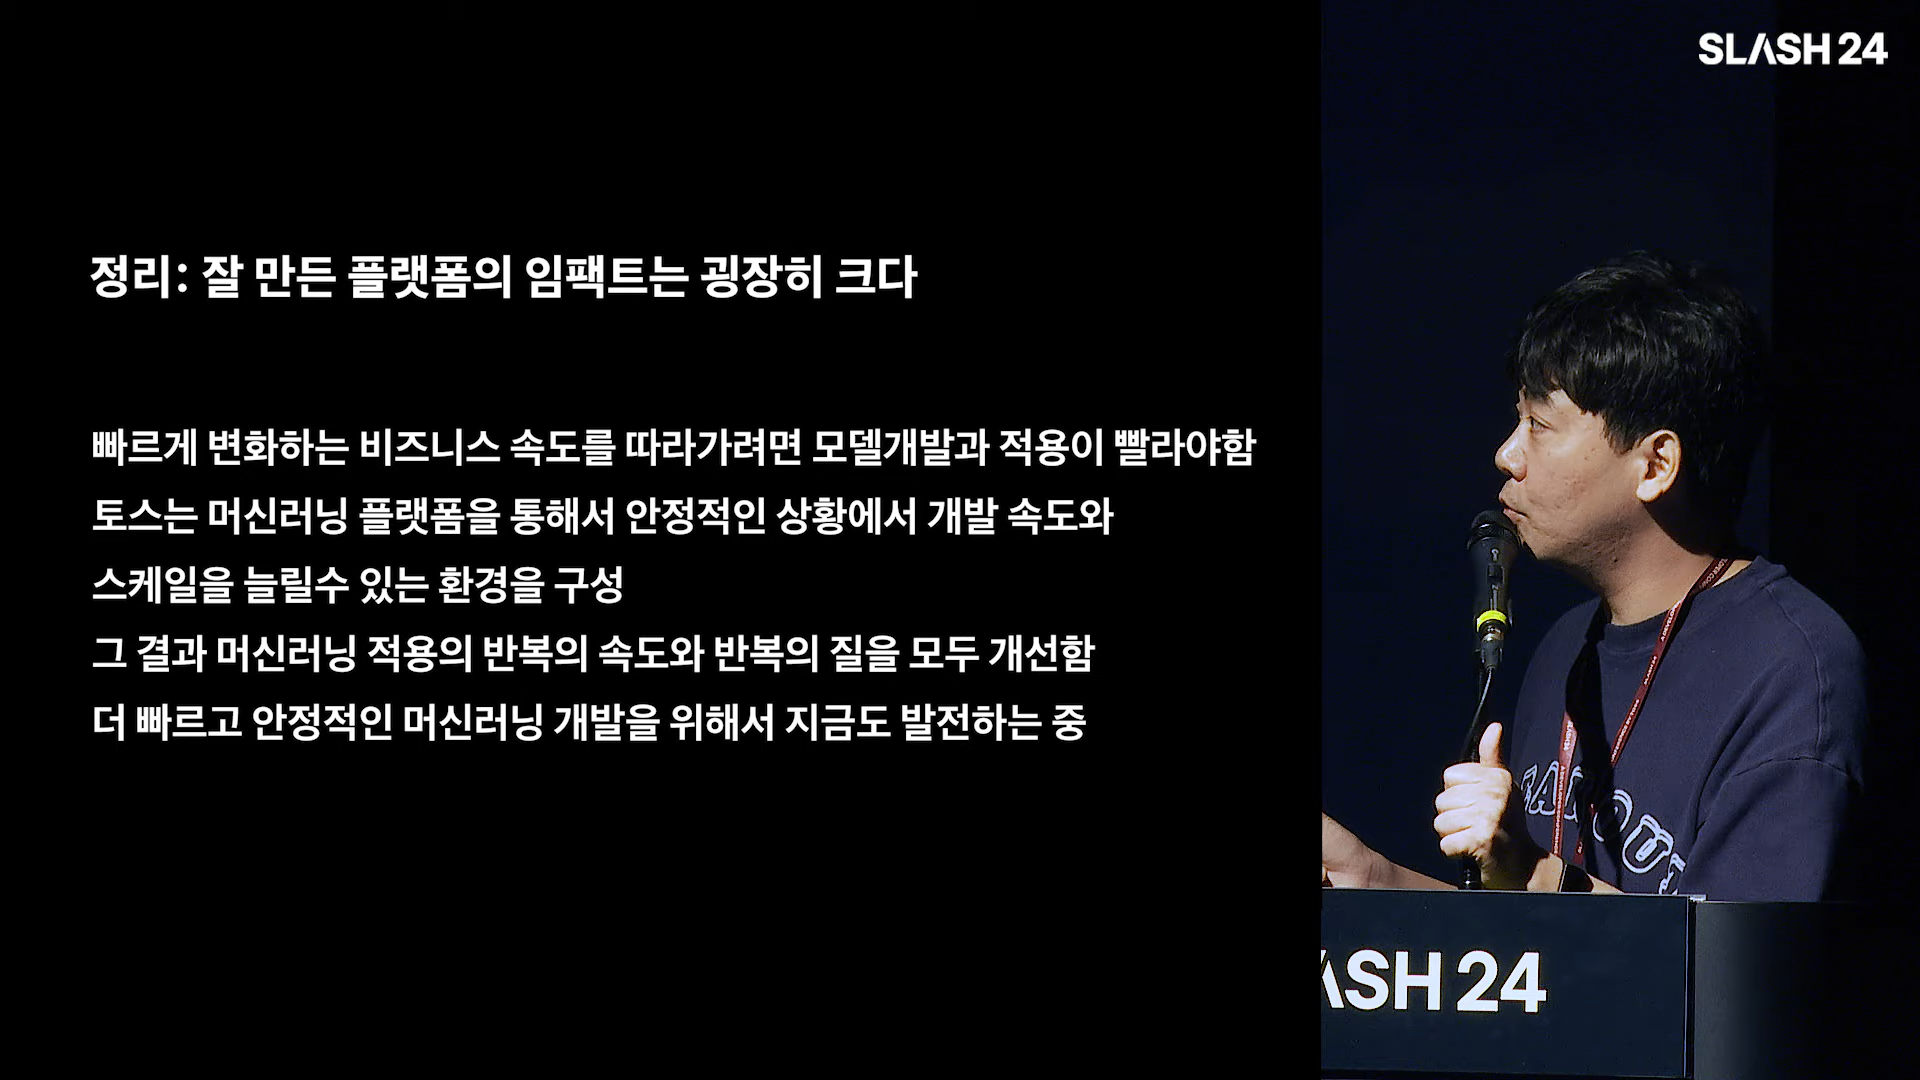 SLASH 24
정리: 잘 만든 플랫폼의 임팩트는 굉장히 크다
빠르게 변화하는 비즈니스 속도를 따라가려면 모델개발과 적용이 빨라야함
토스는 머신러닝 플랫폼을 통해서 안정적인 상황에서 개발 속도와
스케일을 늘릴수 있는 환경을 구성
그 결과 머신러닝 적용의 반복의 속도와 반복의 질을 모두 개선함
더 빠르고 안정적인 머신러닝 개발을 위해서 지금도 발전하는 중
ASH 24